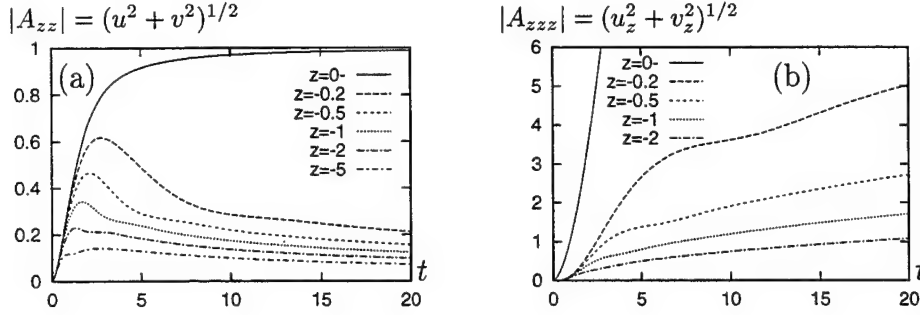 |A_{zz}| = (u^2 + v^2)^{1/2}
|A_{zzz}| = (u_z^2 + v_z^2)^{1/2}
(a)
1
0.8
0.6
0.4
0.2
0
z=0-
z=-0.2
z=-0.5
z=-1
z=-2
z=-5
0 5 10 15 20
t
(b)
6
5
4
3
2
1
0
z=0-
z=-0.2
z=-0.5
z=-1
z=-2
0 5 10 15 20
t